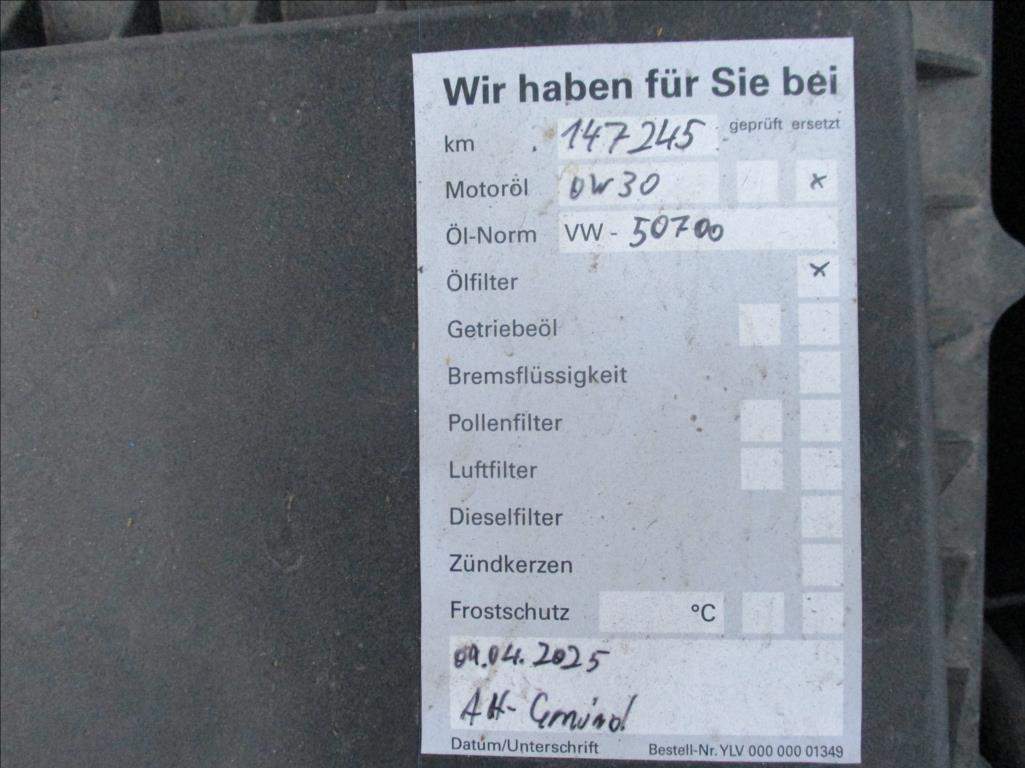 Wir haben für Sie bei
geprüft ersetzt
km 147245
Motoröl 0W30 x
Öl-Norm VW - 50700
Ölfilter x
Getriebeöl
Bremsflüssigkeit
Pollenfilter
Luftfilter
Dieselfilter
Zündkerzen
Frostschutz °C
04.2025
AH- Gmünd
Datum/Unterschrift Bestell-Nr. YLV 000 000 01349